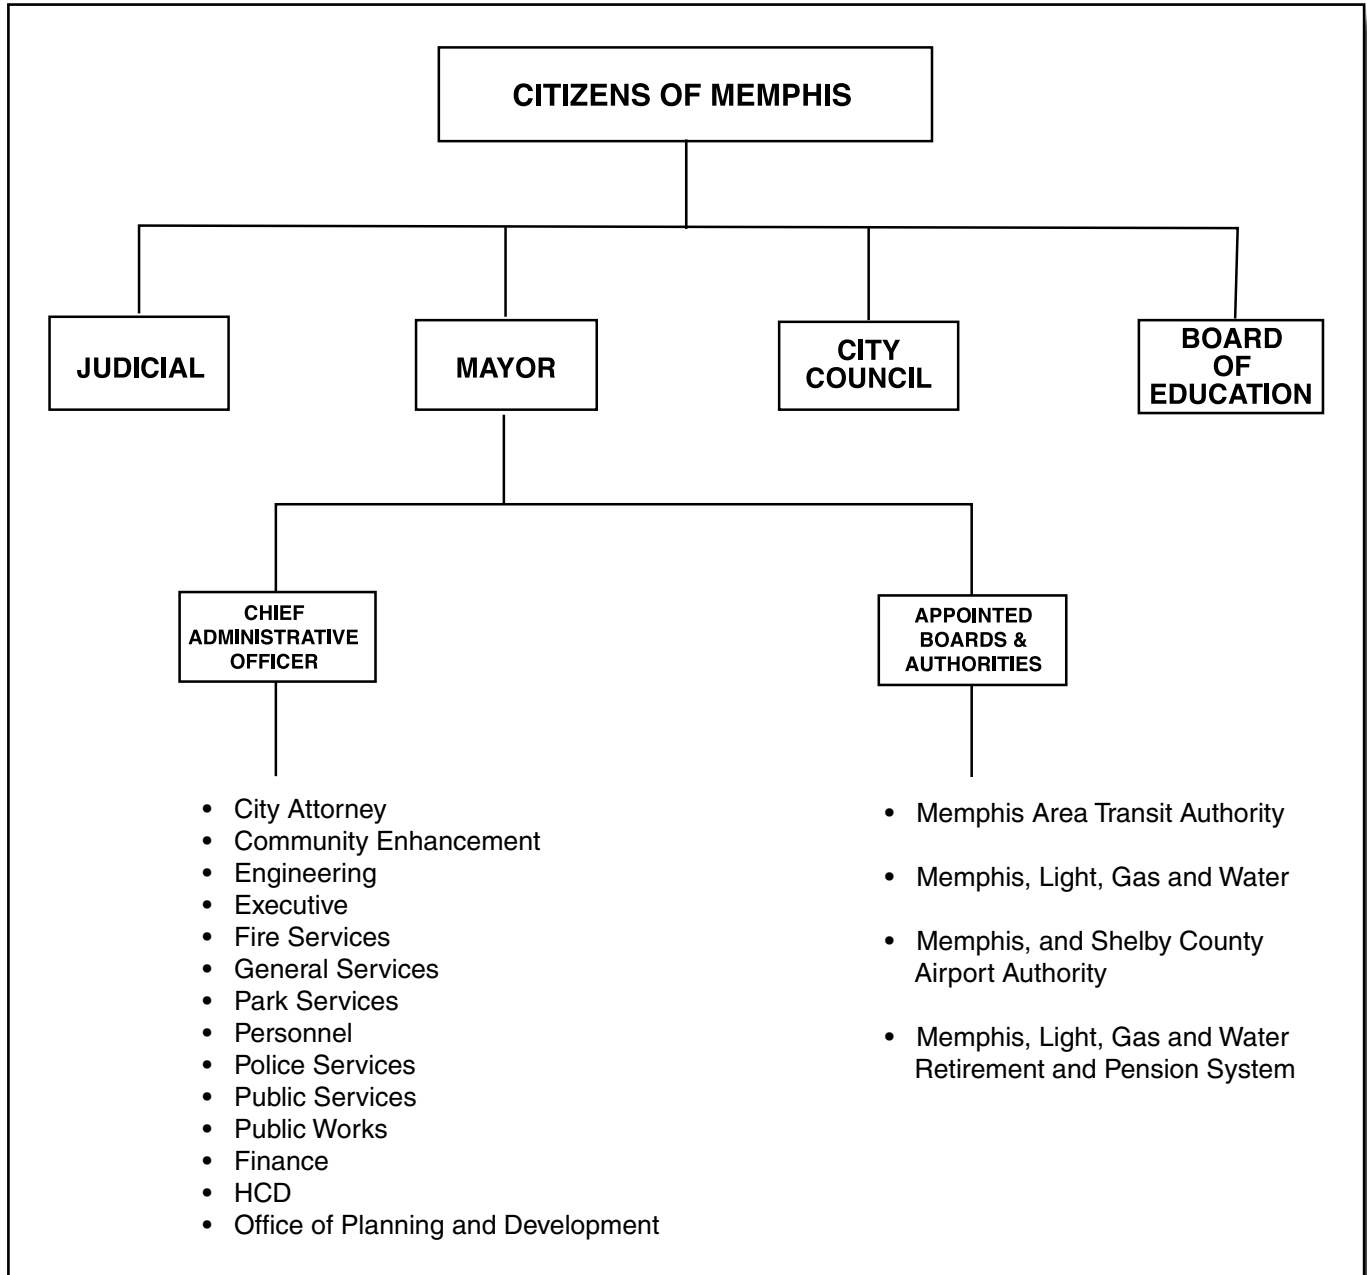 CITIZENS OF MEMPHIS
JUDICIAL
MAYOR
CITY
COUNCIL
BOARD
OF
EDUCATION
CHIEF
ADMINISTRATIVE
OFFICER
APPOINTED
BOARDS &
AUTHORITIES
• City Attorney
• Community Enhancement
• Engineering
• Executive
• Fire Services
• General Services
• Park Services
• Personnel
• Police Services
• Public Services
• Public Works
• Finance
• HCD
• Office of Planning and Development
• Memphis Area Transit Authority
• Memphis, Light, Gas and Water
• Memphis, and Shelby County
Airport Authority
• Memphis, Light, Gas and Water
Retirement and Pension System